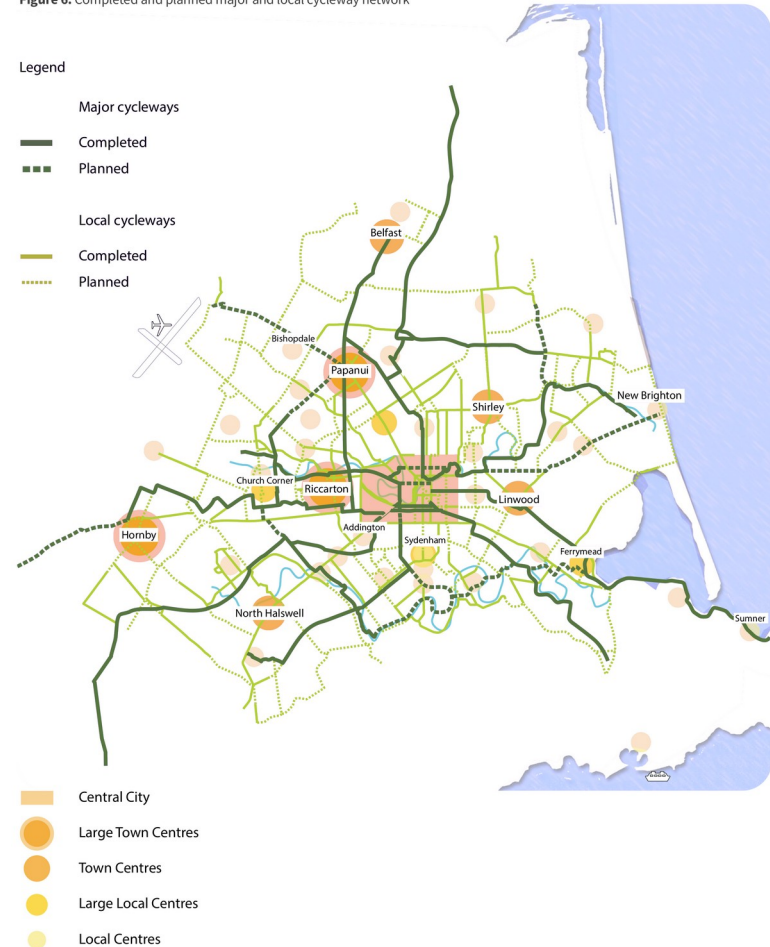 Figure 6. Completed and planned major and local cycleway network
Legend
Major cycleways
Completed
Planned
Local cycleways
Completed
Planned
Belfast
Bishopdale
Papanui
New Brighton
Shirley
Church Corner
Riccarton
Linwood
Addington
Hornby
Sydenham
Ferrymead
North Halswell
Sumner
Central City
Large Town Centres
Town Centres
Large Local Centres
Local Centres